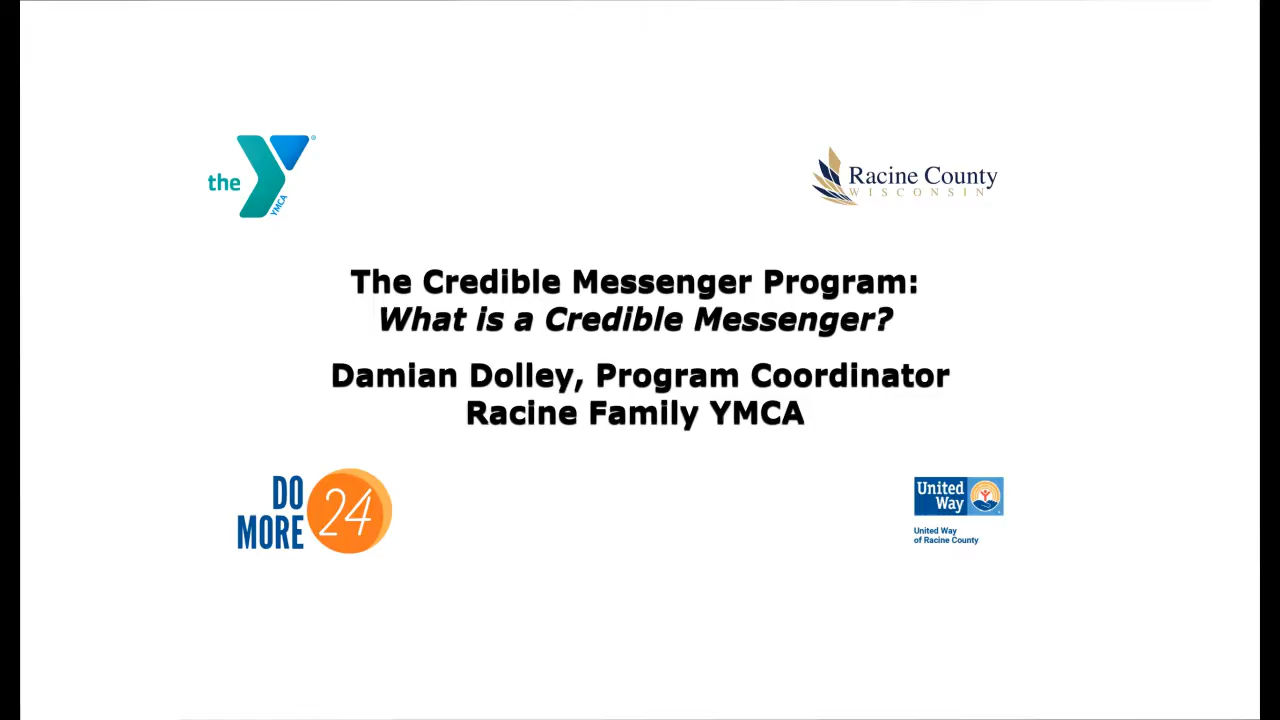 the
YMCA
®
Racine County
WISCONSIN
The Credible Messenger Program:
What is a Credible Messenger?
Damian Dolley, Program Coordinator
Racine Family YMCA
DO
MORE
24
United
Way
United Way
of Racine County